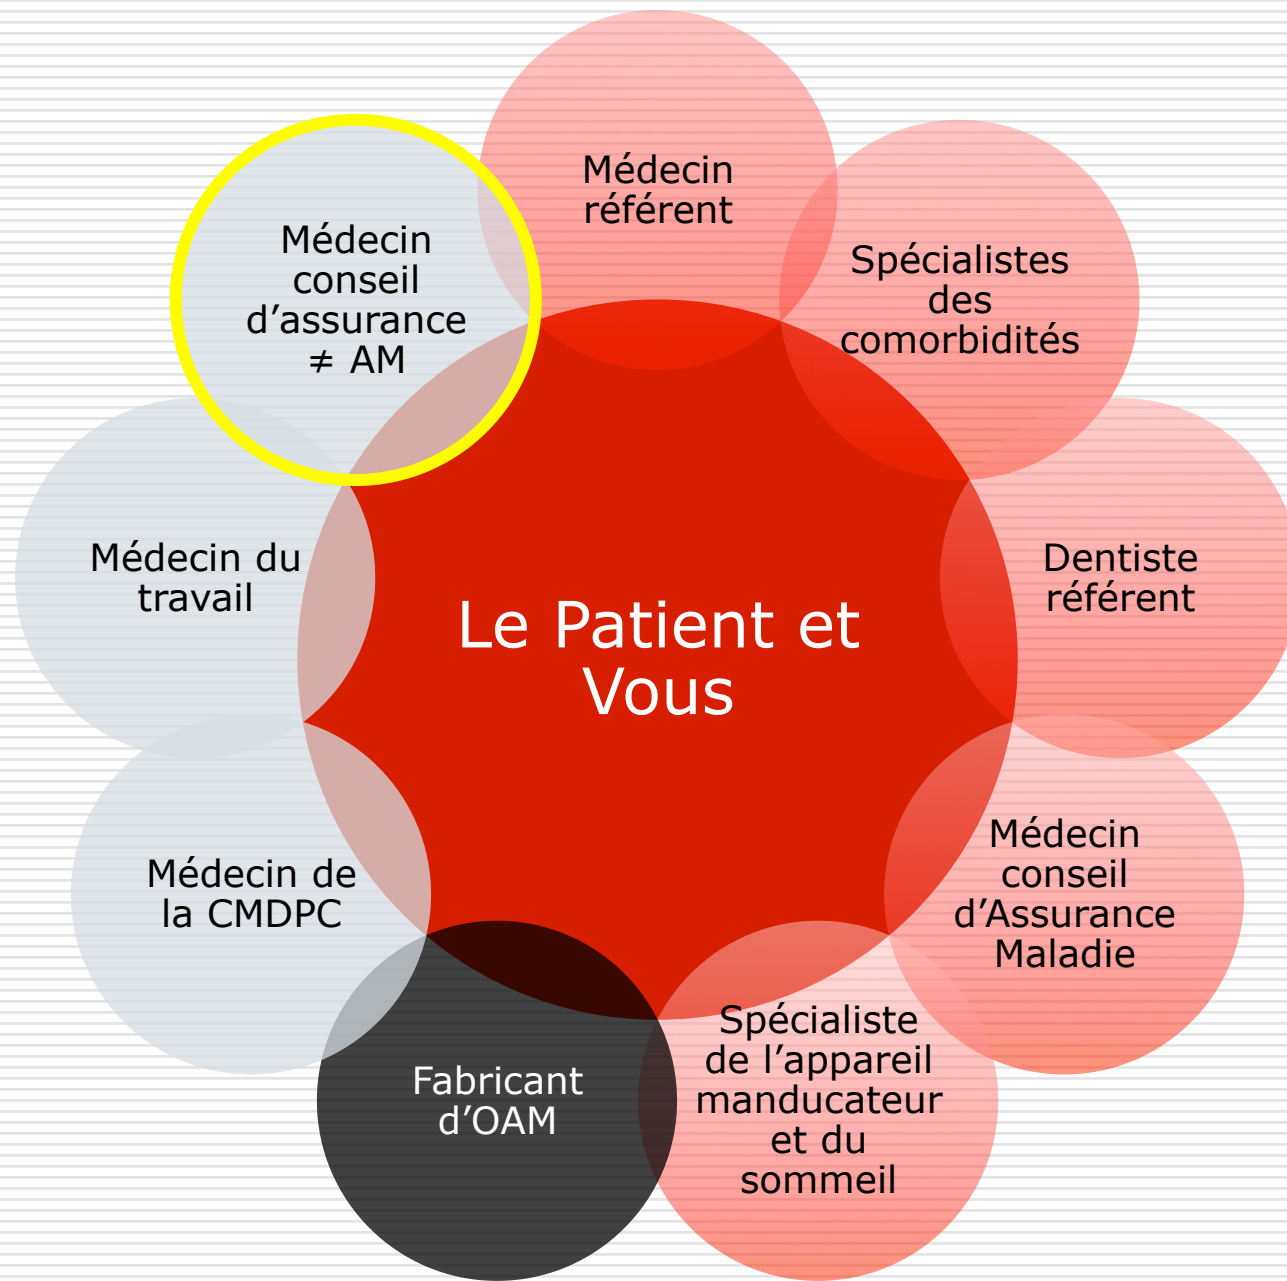 Médecin
référent
Spécialistes
des
comorbidités
Dentiste
référent
Médecin
conseil
d’Assurance
Maladie
Spécialiste
de l’appareil
manducateur
et du
sommeil
Fabricant
d’OAM
Médecin de
la CMDPC
Médecin du
travail
Médecin
conseil
d’assurance
≠ AM
Le Patient et
Vous